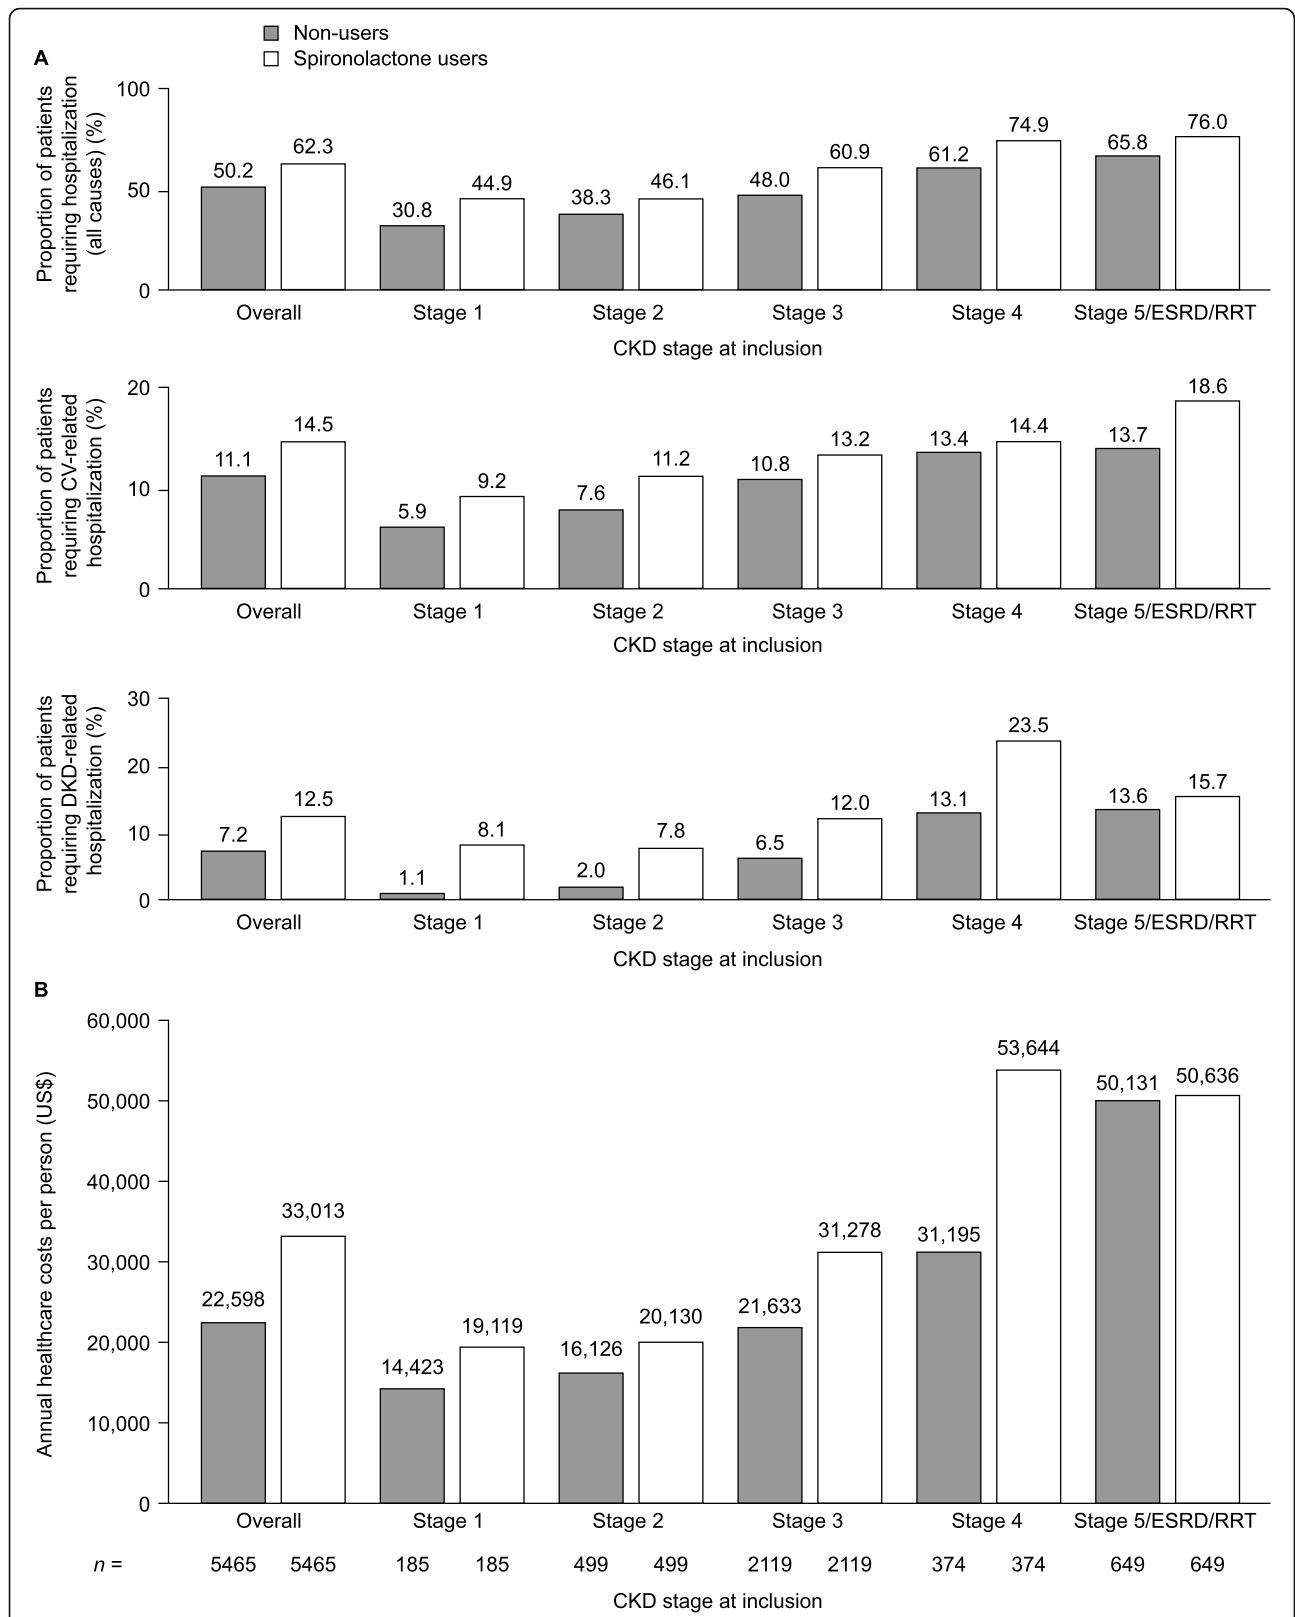 Non-users
Spironolactone users
A
Proportion of patients
requiring hospitalization
(all causes) (%)
100
50
0
50.2
62.3
30.8
44.9
38.3
46.1
48.0
60.9
61.2
74.9
65.8
76.0
Overall
Stage 1
Stage 2
Stage 3
Stage 4
Stage 5/ESRD/RRT
CKD stage at inclusion
Proportion of patients
requiring CV-related
hospitalization (%)
20
10
0
11.1
14.5
5.9
9.2
7.6
11.2
10.8
13.2
13.4
14.4
13.7
18.6
Overall
Stage 1
Stage 2
Stage 3
Stage 4
Stage 5/ESRD/RRT
CKD stage at inclusion
Proportion of patients
requiring DKD-related
hospitalization (%)
30
20
10
0
7.2
12.5
1.1
8.1
2.0
7.8
6.5
12.0
13.1
23.5
13.6
15.7
Overall
Stage 1
Stage 2
Stage 3
Stage 4
Stage 5/ESRD/RRT
CKD stage at inclusion
B
Annual healthcare costs per person (US$)
60,000
50,000
40,000
30,000
20,000
10,000
0
22,598
33,013
14,423
19,119
16,126
20,130
21,633
31,278
31,195
53,644
50,131
50,636
Overall
Stage 1
Stage 2
Stage 3
Stage 4
Stage 5/ESRD/RRT
n = 5465 5465 185 185 499 499 2119 2119 374 374 649 649
CKD stage at inclusion